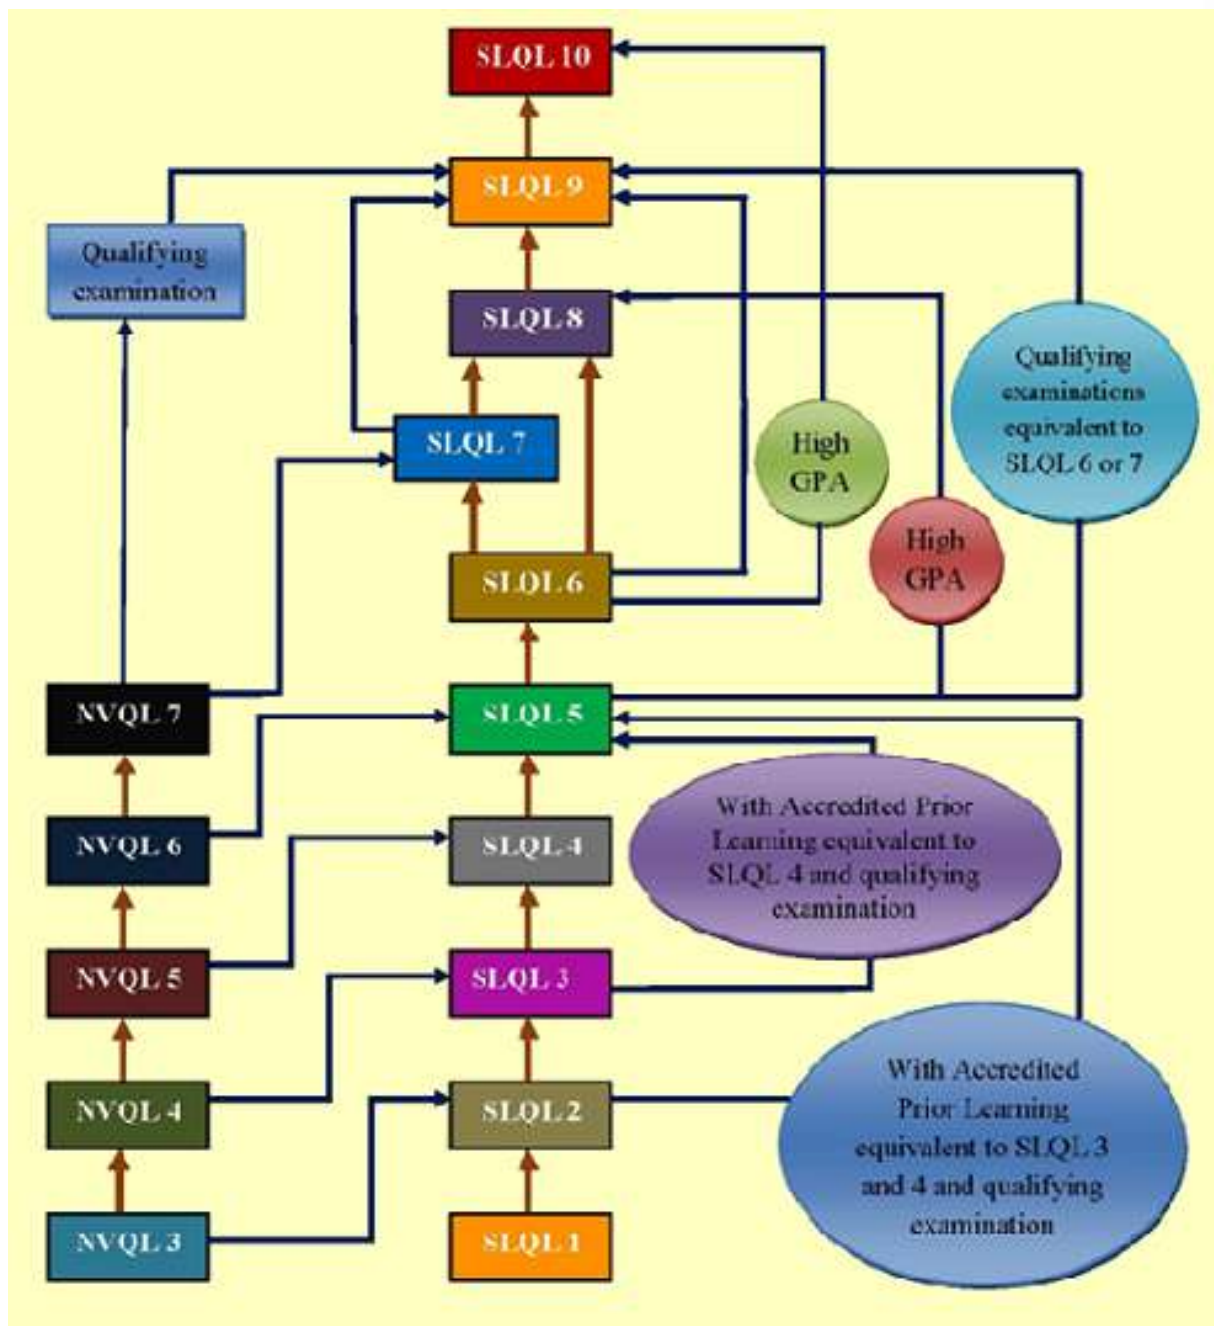 SLQL 10
SLQL 9
Qualifying
examination
SLQL 8
Qualifying
examinations
equivalent to
SLQL 6 or 7
SLQL 7
High
GPA
High
GPA
SLQL 6
NVQL 7
SLQL 5
With Accredited Prior
Learning equivalent to
SLQL 4 and qualifying
examination
NVQL 6
SLQL 4
NVQL 5
SLQL 3
With Accredited
Prior Learning
equivalent to SLQL 3
and 4 and qualifying
examination
NVQL 4
SLQL 2
NVQL 3
SLQL 1